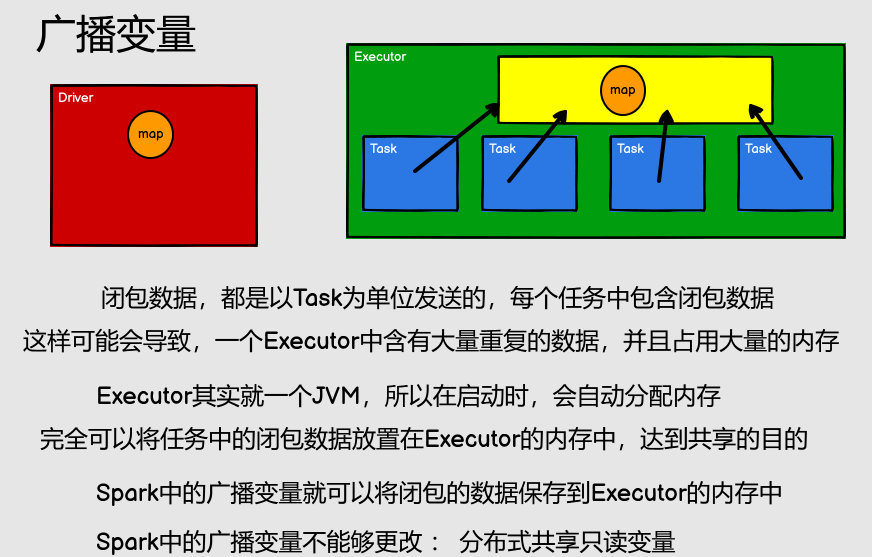 广播变量
Driver
map
Executor
map
Task
Task
Task
Task
闭包数据，都是以Task为单位发送的，每个任务中包含闭包数据
这样可能会导致，一个Executor中含有大量重复的数据，并且占用大量的内存
Executor其实就一个JVM，所以在启动时，会自动分配内存
完全可以将任务中的闭包数据放置在Executor的内存中，达到共享的目的
Spark中的广播变量就可以将闭包的数据保存到Executor的内存中
Spark中的广播变量不能够更改 ： 分布式共享只读变量